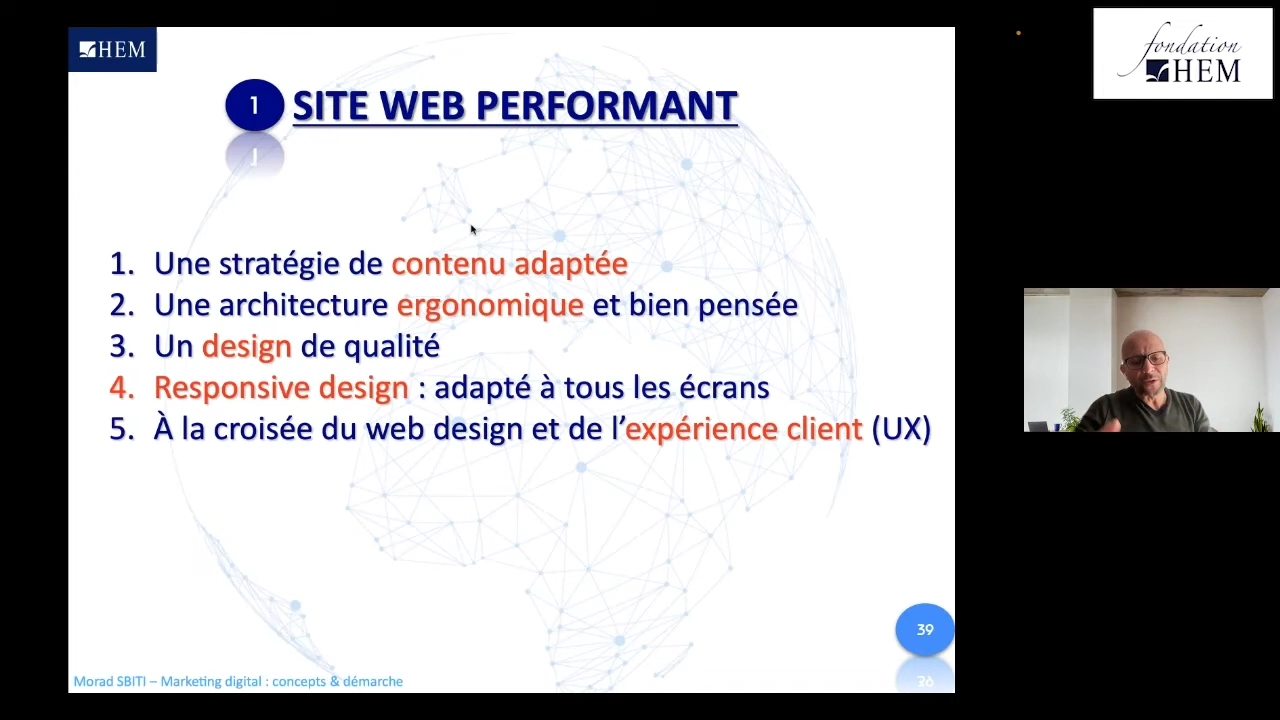 HEM
fondation
HEM
1 SITE WEB PERFORMANT
1. Une stratégie de contenu adaptée
2. Une architecture ergonomique et bien pensée
3. Un design de qualité
4. Responsive design : adapté à tous les écrans
5. À la croisée du web design et de l’expérience client (UX)
39
Morad SBITI – Marketing digital : concepts & démarche